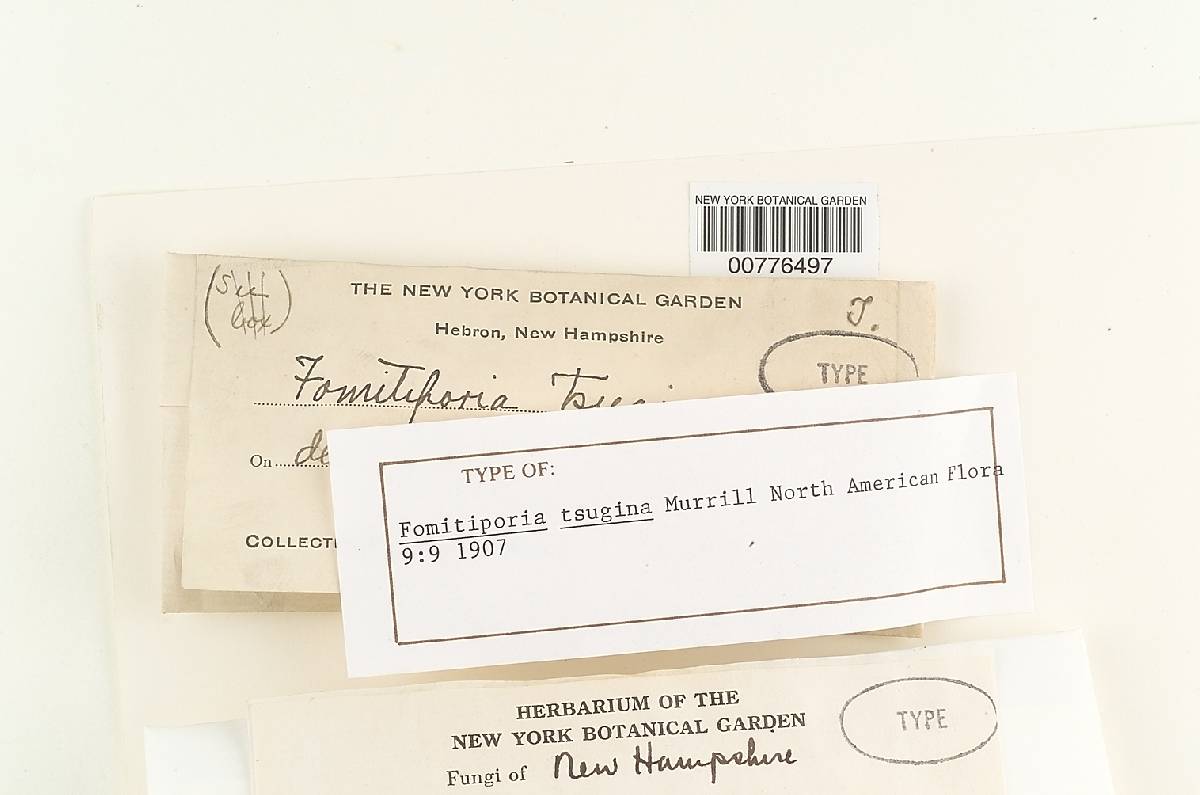 NEW YORK BOTANICAL GARDEN
00776497
(See box)
THE NEW YORK BOTANICAL GARDEN
T.
Hebron, New Hampshire
TYPE
Fomitiporia
On
COLLECT
TYPE OF:
Fomitiporia tsugina Murrill North American Flora
9:9 1907
HERBARIUM OF THE
NEW YORK BOTANICAL GARDEN
TYPE
Fungi of New Hampshire